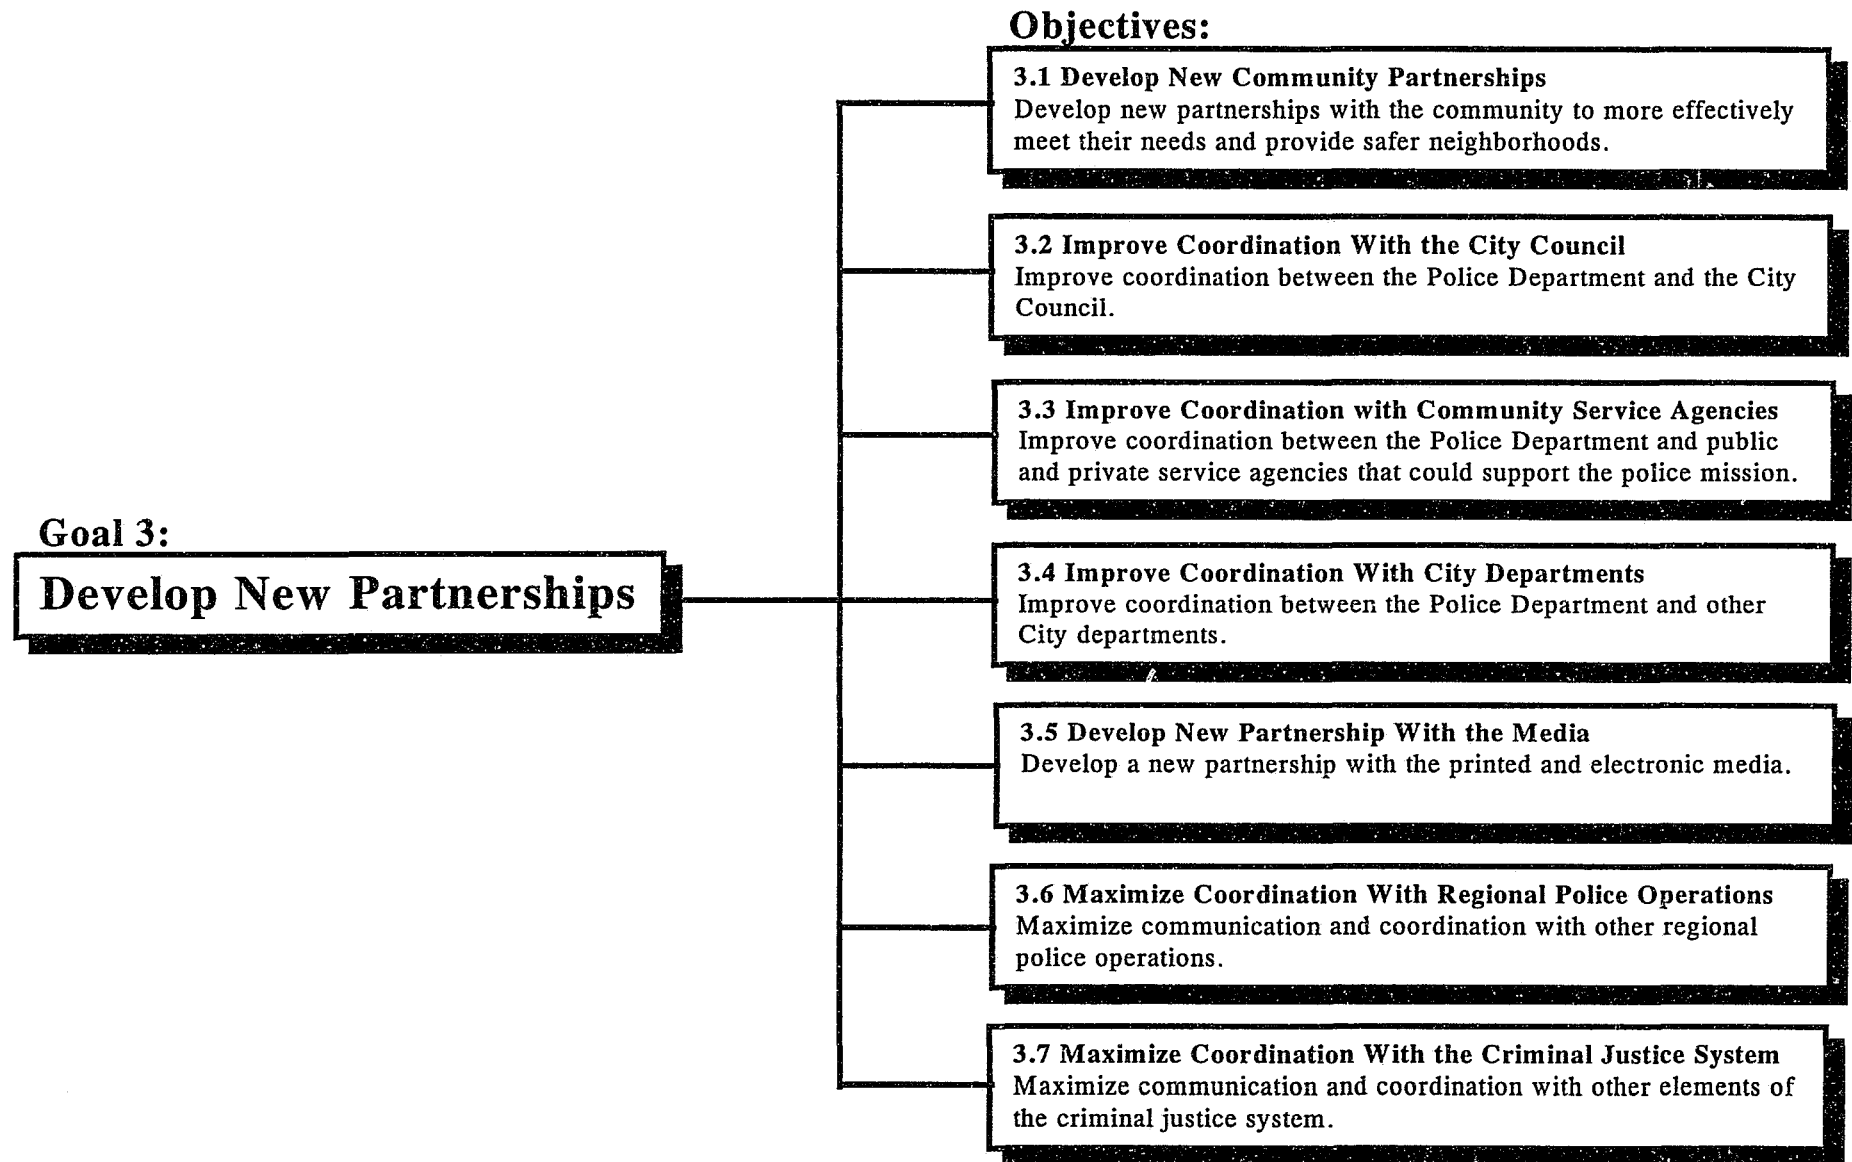 Objectives:
3.1 Develop New Community Partnerships
Develop new partnerships with the community to more effectively
meet their needs and provide safer neighborhoods.
3.2 Improve Coordination With the City Council
Improve coordination between the Police Department and the City
Council.
3.3 Improve Coordination with Community Service Agencies
Improve coordination between the Police Department and public
and private service agencies that could support the police mission.
Goal 3:
Develop New Partnerships
3.4 Improve Coordination With City Departments
Improve coordination between the Police Department and other
City departments.
3.5 Develop New Partnership With the Media
Develop a new partnership with the printed and electronic media.
3.6 Maximize Coordination With Regional Police Operations
Maximize communication and coordination with other regional
police operations.
3.7 Maximize Coordination With the Criminal Justice System
Maximize communication and coordination with other elements of
the criminal justice system.